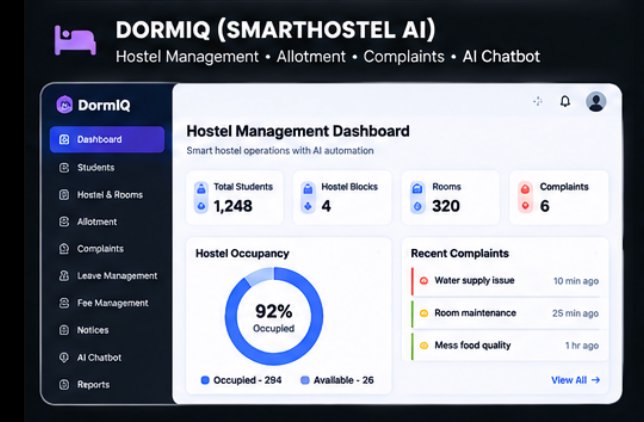 DORMIQ (SMARTHOSTEL AI)
Hostel Management • Allotment • Complaints • AI Chatbot
DormIQ
Dashboard
Students
Hostel & Rooms
Allotment
Complaints
Leave Management
Fee Management
Notices
AI Chatbot
Reports
Hostel Management Dashboard
Smart hostel operations with AI automation
Total Students
1,248
Hostel Blocks
4
Rooms
320
Complaints
6
Hostel Occupancy
92%
Occupied
Occupied - 294
Available - 26
Recent Complaints
Water supply issue 10 min ago
Room maintenance 25 min ago
Mess food quality 1 hr ago
View All →